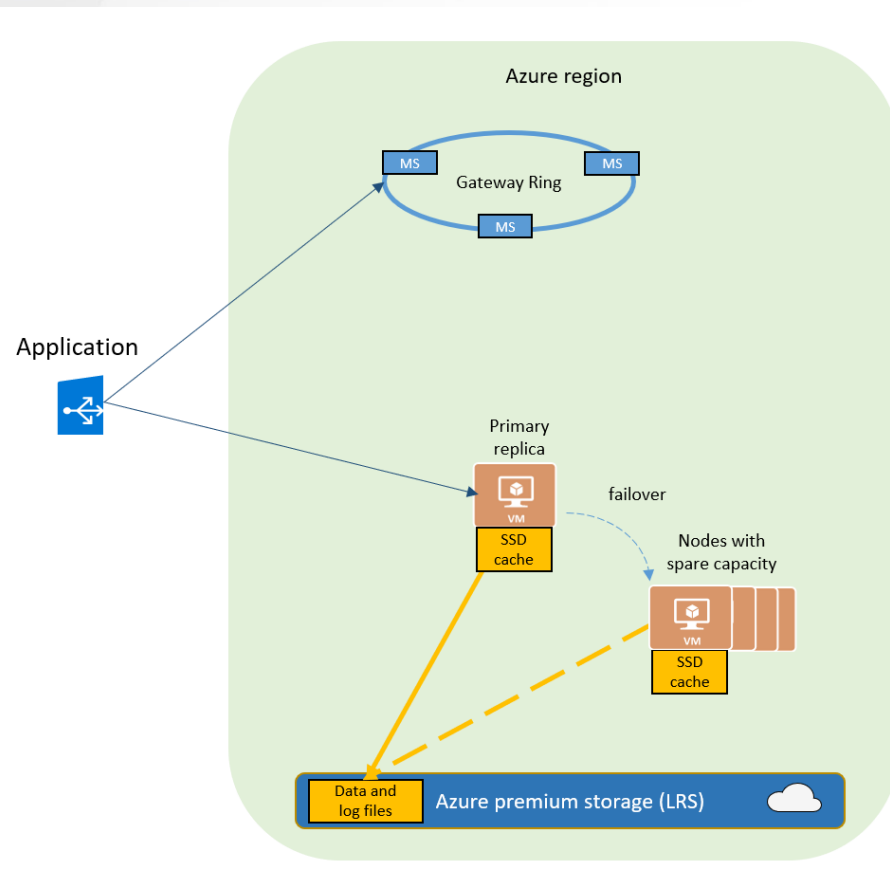 Azure region
MS
MS
Gateway Ring
MS
Application
Primary
replica
failover
VM
SSD
cache
Nodes with
spare capacity
VM
SSD
cache
Data and
log files
Azure premium storage (LRS)